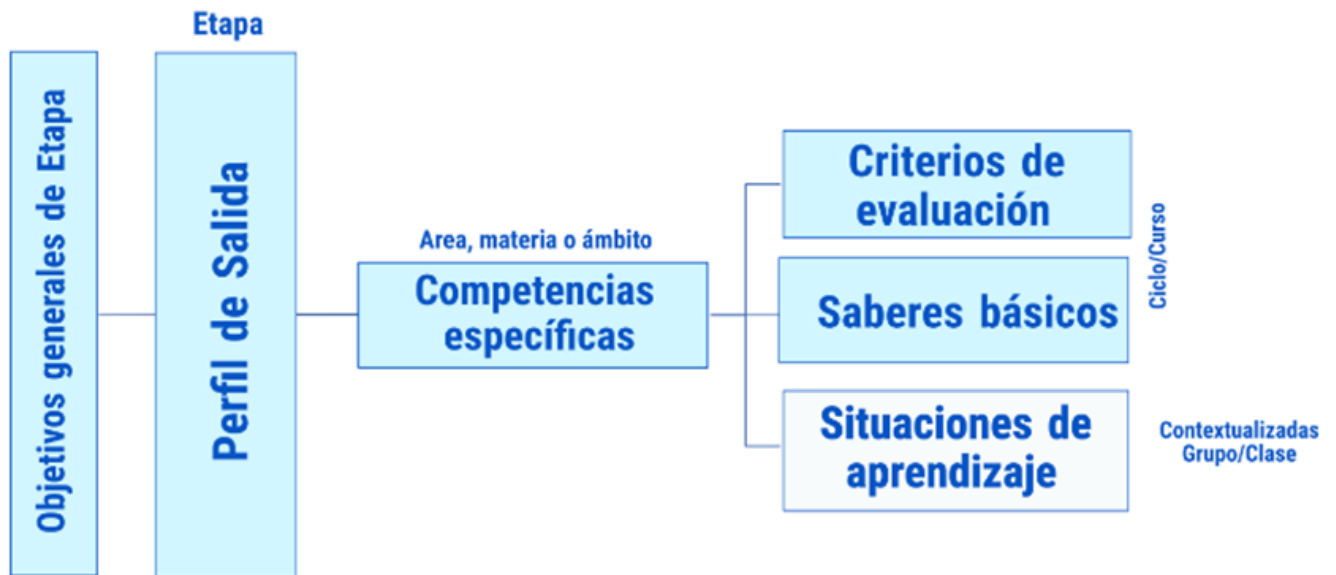 Etapa
Objetivos generales de Etapa
Perfil de Salida
Area, materia o ámbito
Competencias
específicas
Criterios de
evaluación
Saberes básicos
Ciclo/Curso
Situaciones de
aprendizaje
Contextualizadas
Grupo/Clase